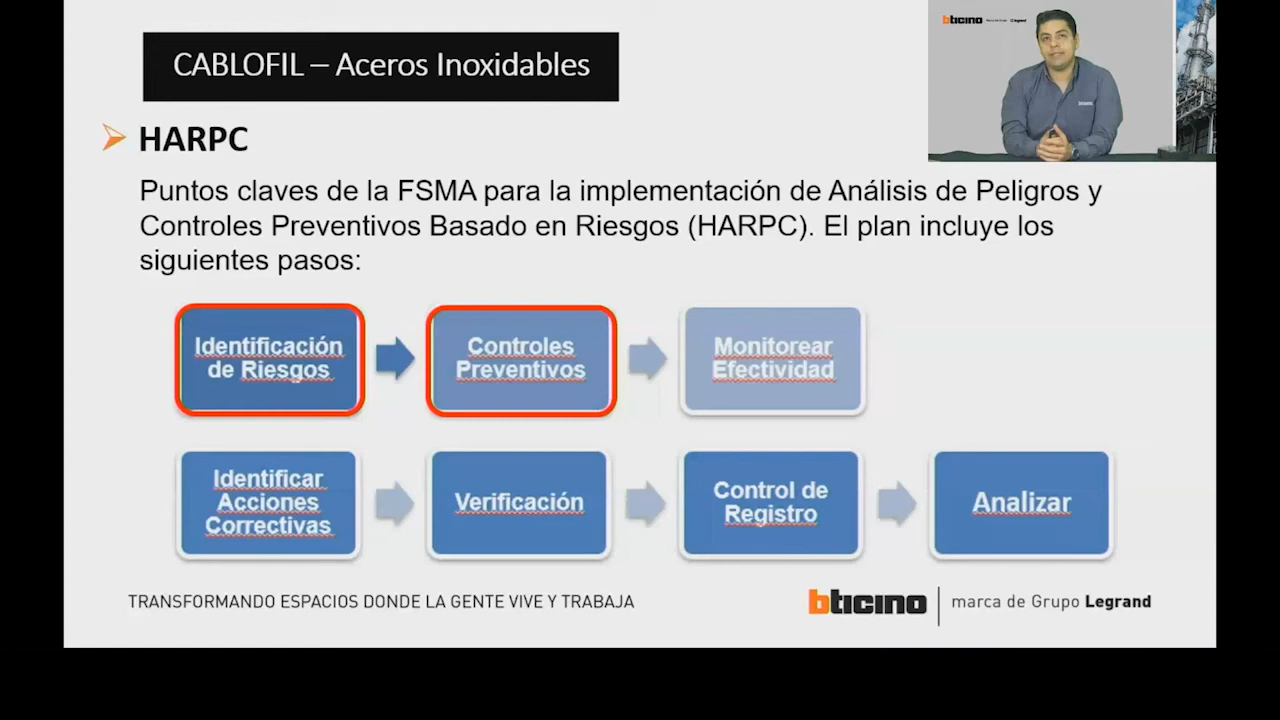 CABLOFIL – Aceros Inoxidables
bticino
HARPC
Puntos claves de la FSMA para la implementación de Análisis de Peligros y
Controles Preventivos Basado en Riesgos (HARPC). El plan incluye los
siguientes pasos:
Identificación
de Riesgos
Controles
Preventivos
Monitorear
Efectividad
Identificar
Acciones
Correctivas
Verificación
Control de
Registro
Analizar
TRANSFORMANDO ESPACIOS DONDE LA GENTE VIVE Y TRABAJA
bticino marca de Grupo Legrand